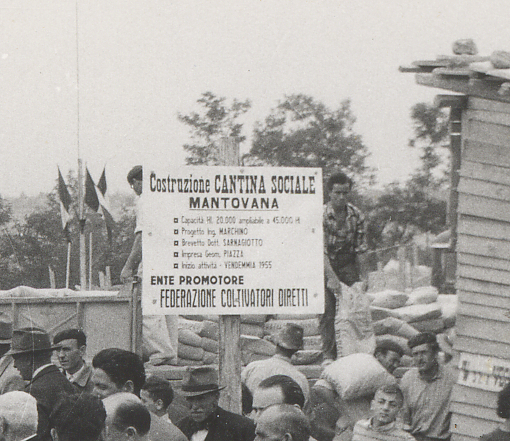 Costruzione CANTINA SOCIALE
MANTOVANA
Capacità Hl. 20.000 ampliabile a 45.000 Hl.
Progetto Ing. MARCHINO
Brevetto Dott. SARNAGIOTTO
Impresa Geom. PIAZZA
Inizio attività - VENDEMMIA 1955
ENTE PROMOTORE
FEDERAZIONE COLTIVATORI DIRETTI